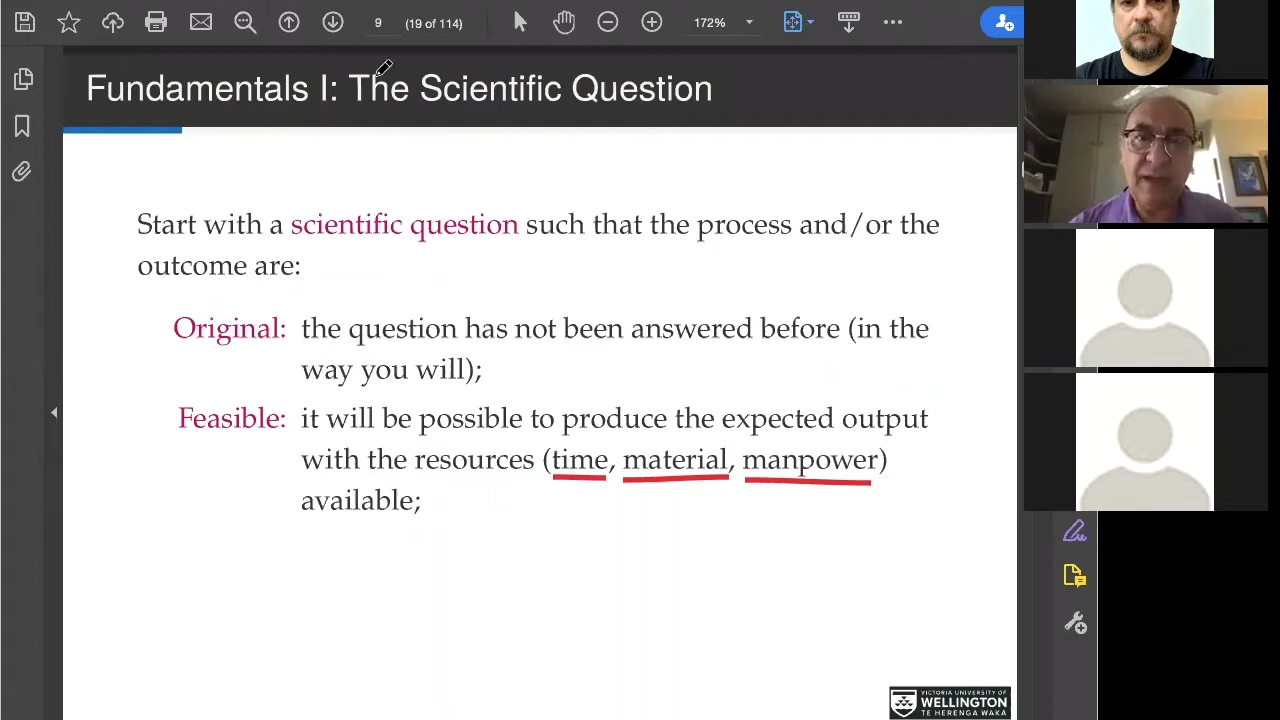 9 (19 of 114) 172%
Fundamentals I: The Scientific Question
Start with a scientific question such that the process and/or the
outcome are:
Original: the question has not been answered before (in the
way you will);
Feasible: it will be possible to produce the expected output
with the resources (time, material, manpower)
available;
VICTORIA UNIVERSITY OF
WELLINGTON
TE HERENGA WAKA